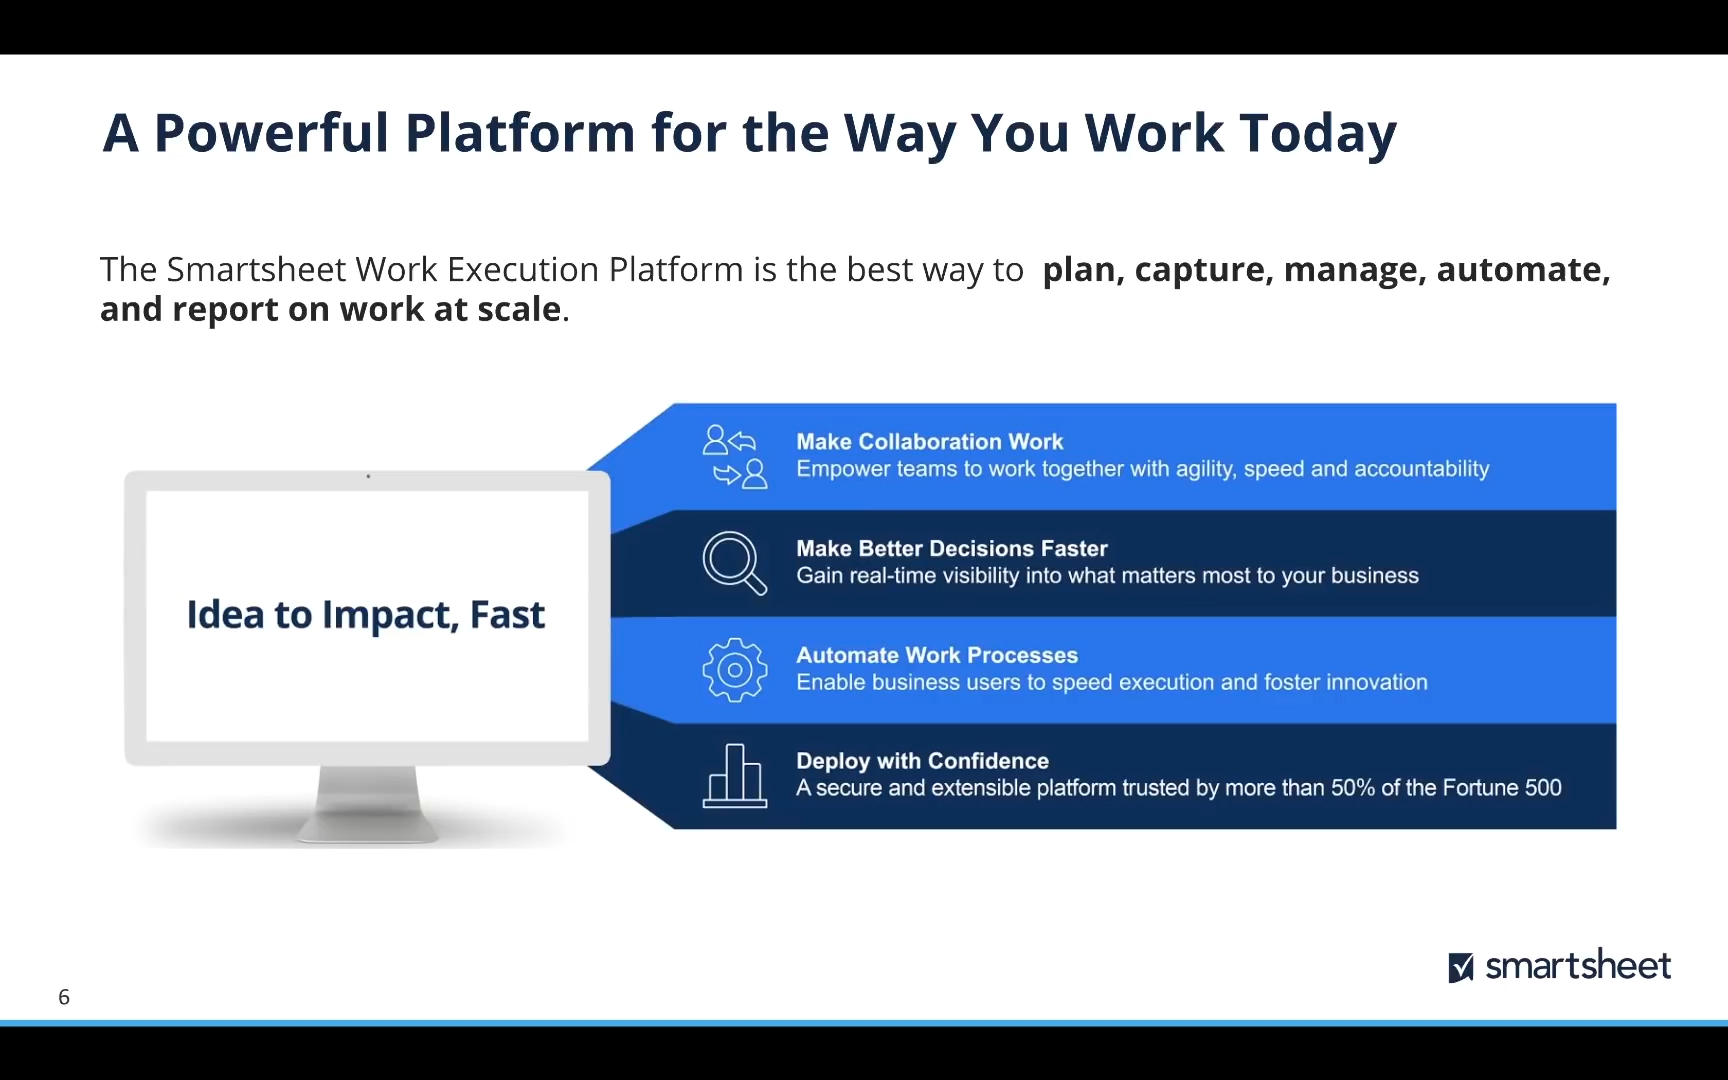 A Powerful Platform for the Way You Work Today
The Smartsheet Work Execution Platform is the best way to plan, capture, manage, automate,
and report on work at scale.
Idea to Impact, Fast
Make Collaboration Work
Empower teams to work together with agility, speed and accountability
Make Better Decisions Faster
Gain real-time visibility into what matters most to your business
Automate Work Processes
Enable business users to speed execution and foster innovation
Deploy with Confidence
A secure and extensible platform trusted by more than 50% of the Fortune 500
smartsheet
6